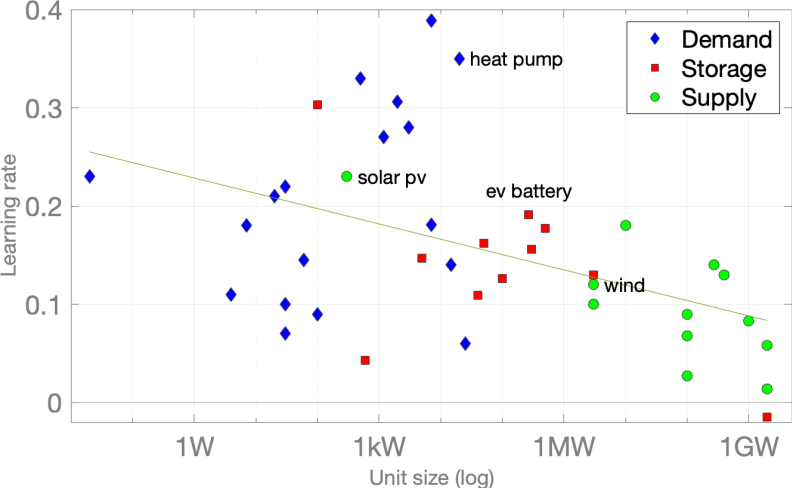 0.4
0.3
0.2
0.1
0
Learning rate
heat pump
solar pv
ev battery
wind
Demand
Storage
Supply
1W
1kW
1MW
1GW
Unit size (log)